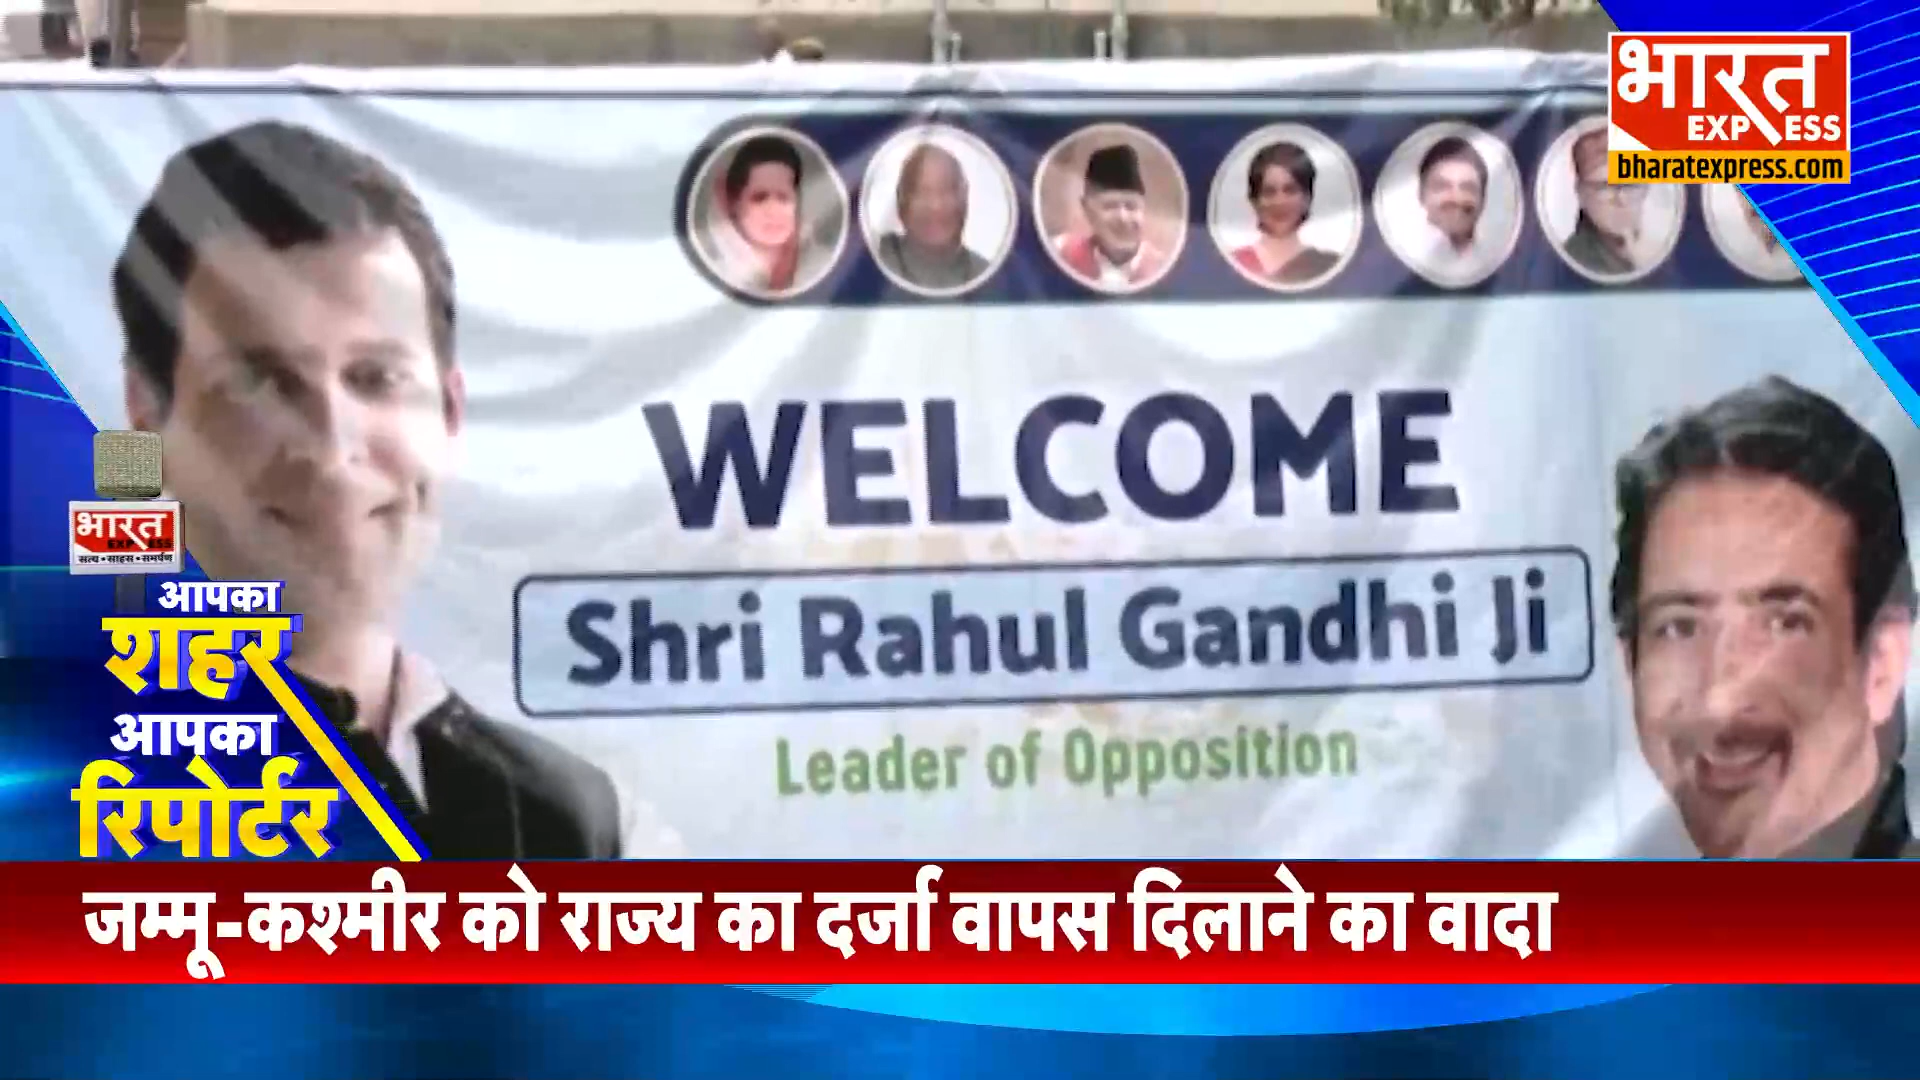 भारत
EXPRESS
bharatexpress.com
WELCOME
Shri Rahul Gandhi Ji
Leader of Opposition
भारत
EXPRESS
सत्य • साहस • समर्पण
आपका
शहर
आपका
रिपोर्टर
जम्मू-कश्मीर को राज्य का दर्जा वापस दिलाने का वादा